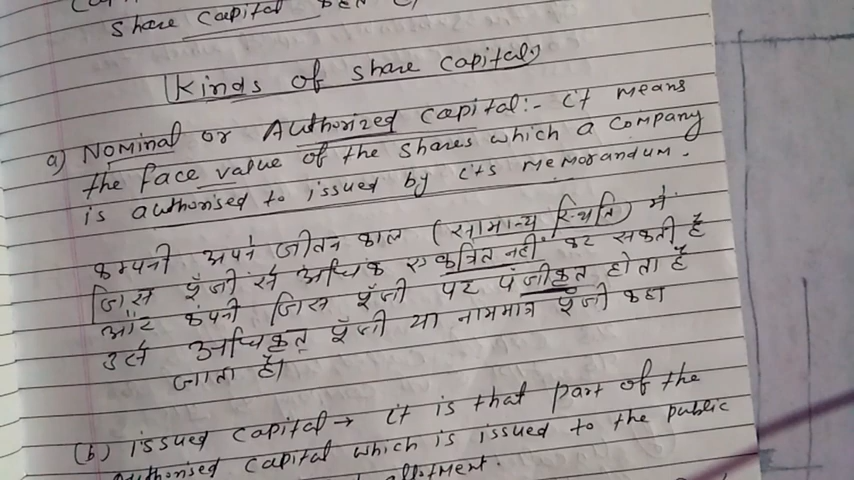 share capital
Kinds of share capital
a) Nominal or Authorized capital:- it means
the face value of the shares which a company
is authorised to issued by its Memorandum.
कम्पनी अपने जीवन काल (सामान्य स्थिति) में
जिस पूँजी से अधिक एकत्रित नहीं कर सकती है
और कंपनी जिस पूँजी पर पंजीकृत होता है
उसे अधिकृत पूँजी या नाममात्र पूँजी कहा
जाता है।
(b) issued capital → it is that part of the
authorised capital which is issued to the public
allotment.